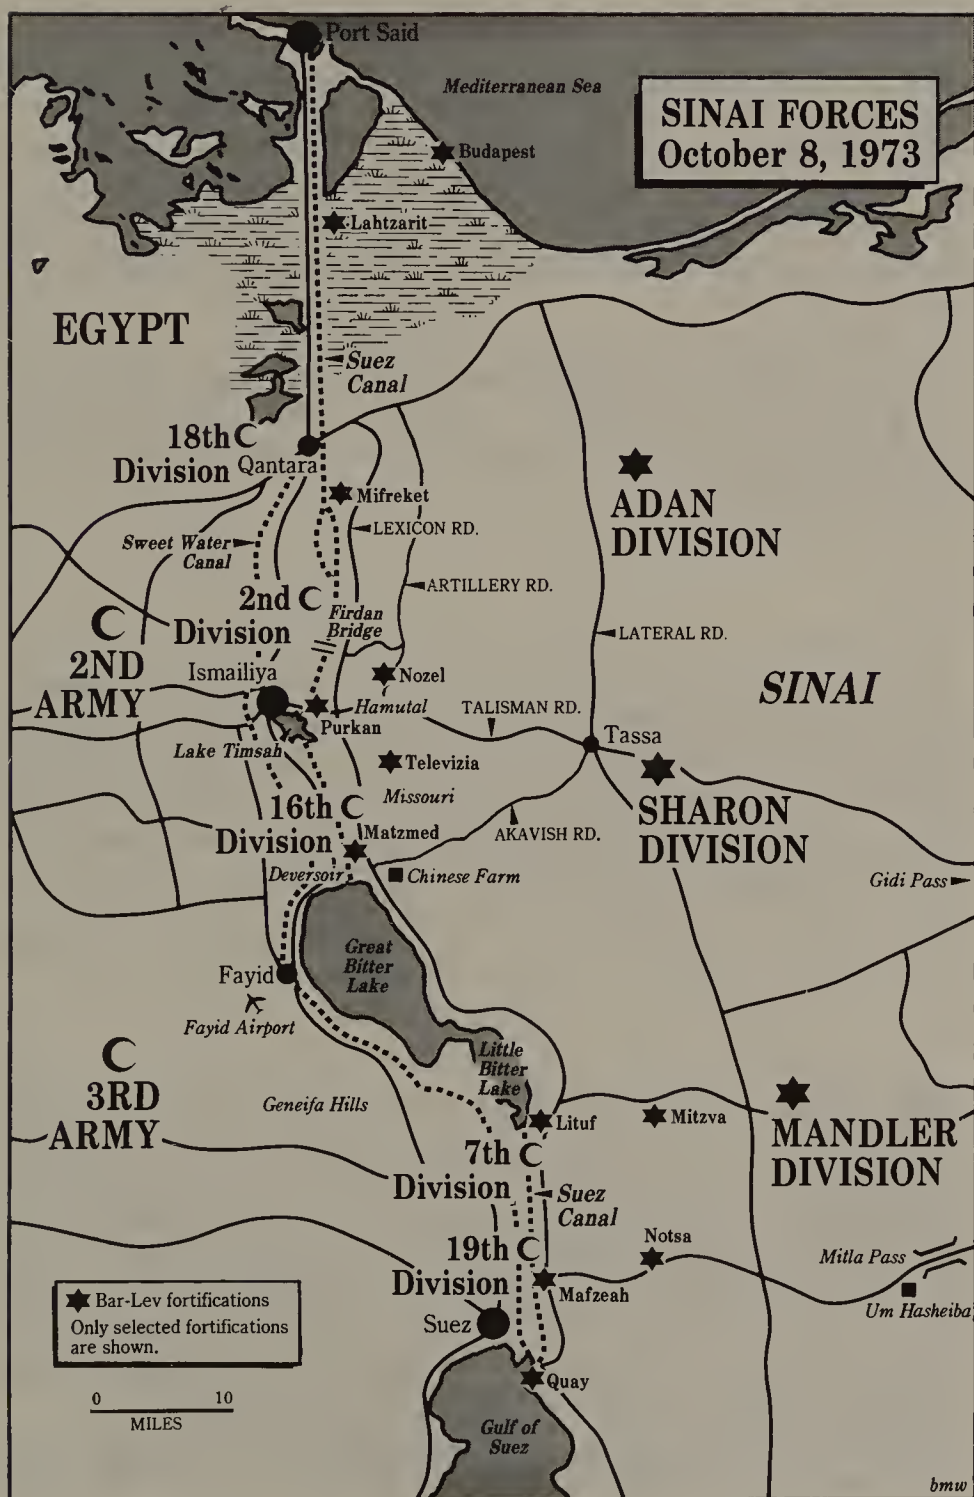 Port Said
Mediterranean Sea
SINAI FORCES
October 8, 1973
Budapest
Lahtzarit
EGYPT
Suez
Canal
18th
Division
Qantara
Mifreket
ADAN
DIVISION
LEXICON RD.
Sweet Water
Canal
ARTILLERY RD.
2nd
Division
Firdan
Bridge
LATERAL RD.
2ND
ARMY
Ismailiya
Nozel
SINAI
Hamutal
TALISMAN RD.
Purkan
Tassa
Lake Timsah
Televizia
Missouri
16th
Division
SHARON
DIVISION
Matzmed
AKAVISH RD.
Deversoir
Chinese Farm
Gidi Pass
Great
Bitter
Lake
Fayid
Fayid Airport
Little
Bitter
Lake
3RD
ARMY
Geneifa Hills
Lituf
Mitzva
MANDLER
DIVISION
7th
Division
Suez
Canal
19th
Division
Notsa
Mitla Pass
Mafzeah
Um Hasheiba
Bar-Lev fortifications
Only selected fortifications
are shown.
Suez
Quay
0 10
MILES
Gulf of
Suez
bmw